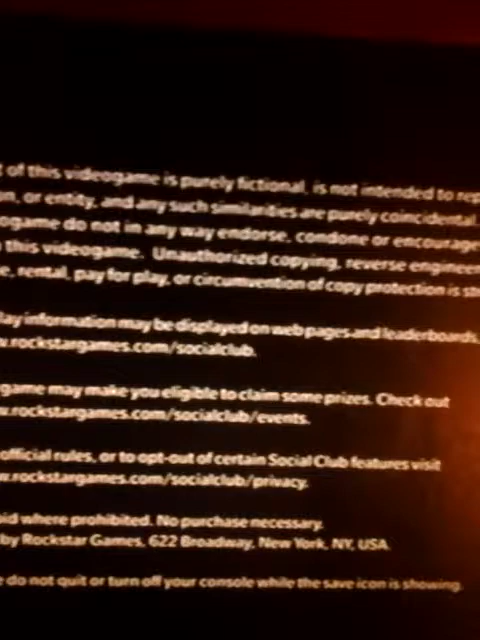 of this videogame is purely fictional, is not intended to rep
n, or entity, and any such similarities are purely coincidental.
ogame do not in any way endorse, condone or encourage
this videogame. Unauthorized copying, reverse engineer
e, rental, pay for play, or circumvention of copy protection is st
lay information may be displayed on web pages and leaderboards.
w.rockstargames.com/socialclub.
game may make you eligible to claim some prizes. Check out
w.rockstargames.com/socialclub/events.
official rules, or to opt-out of certain Social Club features visit
w.rockstargames.com/socialclub/privacy.
oid where prohibited. No purchase necessary.
by Rockstar Games, 622 Broadway, New York, NY, USA.
e do not quit or turn off your console while the save icon is showing.